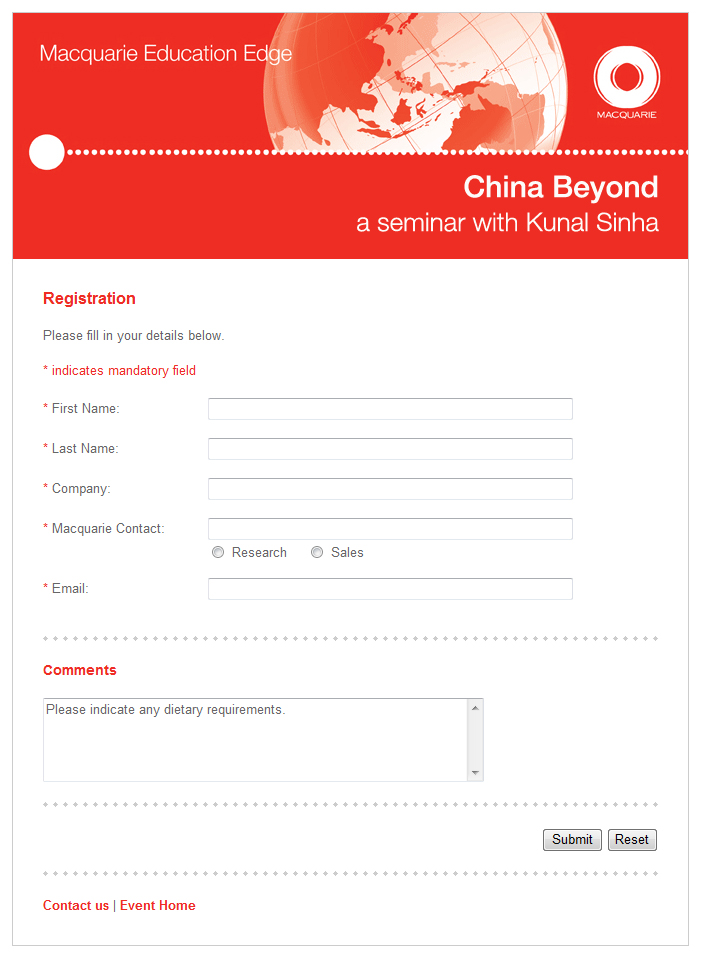 Macquarie Education Edge
MACQUARIE
China Beyond
a seminar with Kunal Sinha
Registration
Please fill in your details below.
* indicates mandatory field
* First Name:
* Last Name:
* Company:
* Macquarie Contact:
Research Sales
* Email:
Comments
Please indicate any dietary requirements.
Submit Reset
Contact us | Event Home